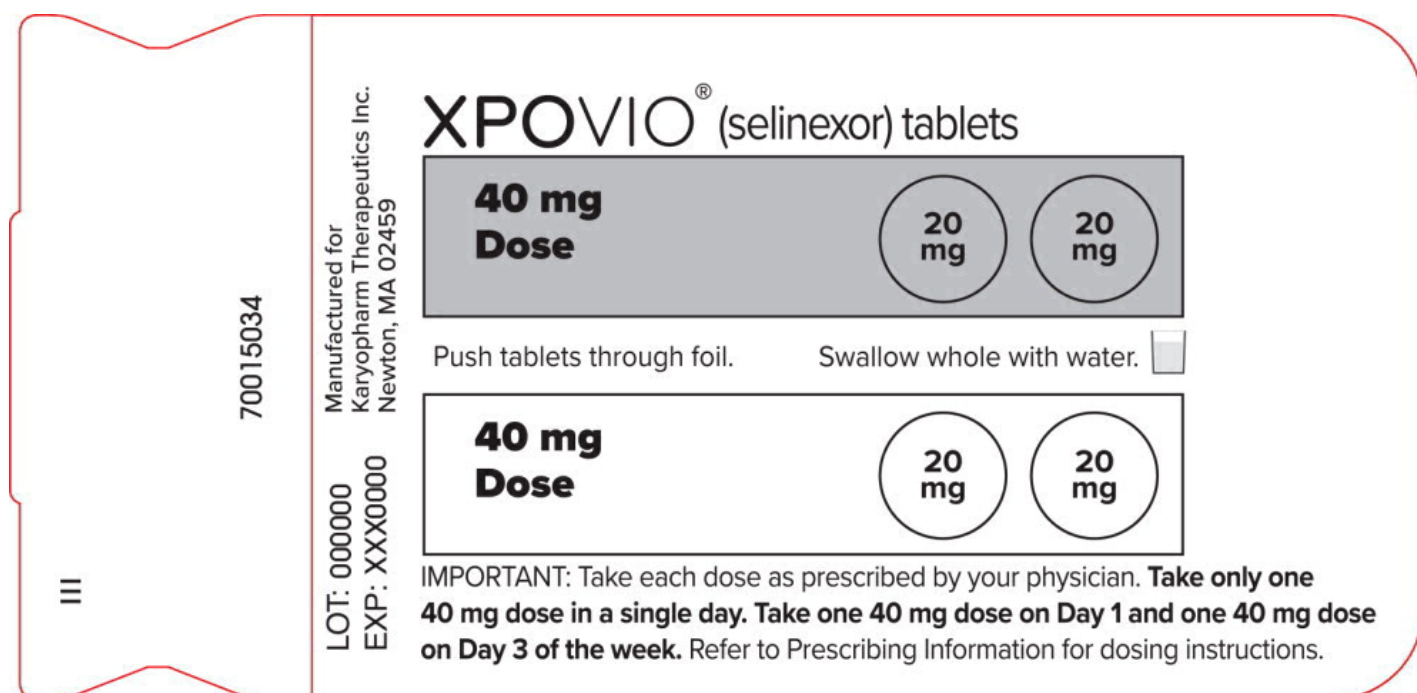 70015034
Manufactured for
Karyopharm Therapeutics Inc.
Newton, MA 02459
LOT: 000000
EXP: XXX0000
XPOVIO® (selinexor) tablets
40 mg
Dose
20
mg
20
mg
Push tablets through foil.
Swallow whole with water.
40 mg
Dose
20
mg
20
mg
IMPORTANT: Take each dose as prescribed by your physician. Take only one
40 mg dose in a single day. Take one 40 mg dose on Day 1 and one 40 mg dose
on Day 3 of the week. Refer to Prescribing Information for dosing instructions.